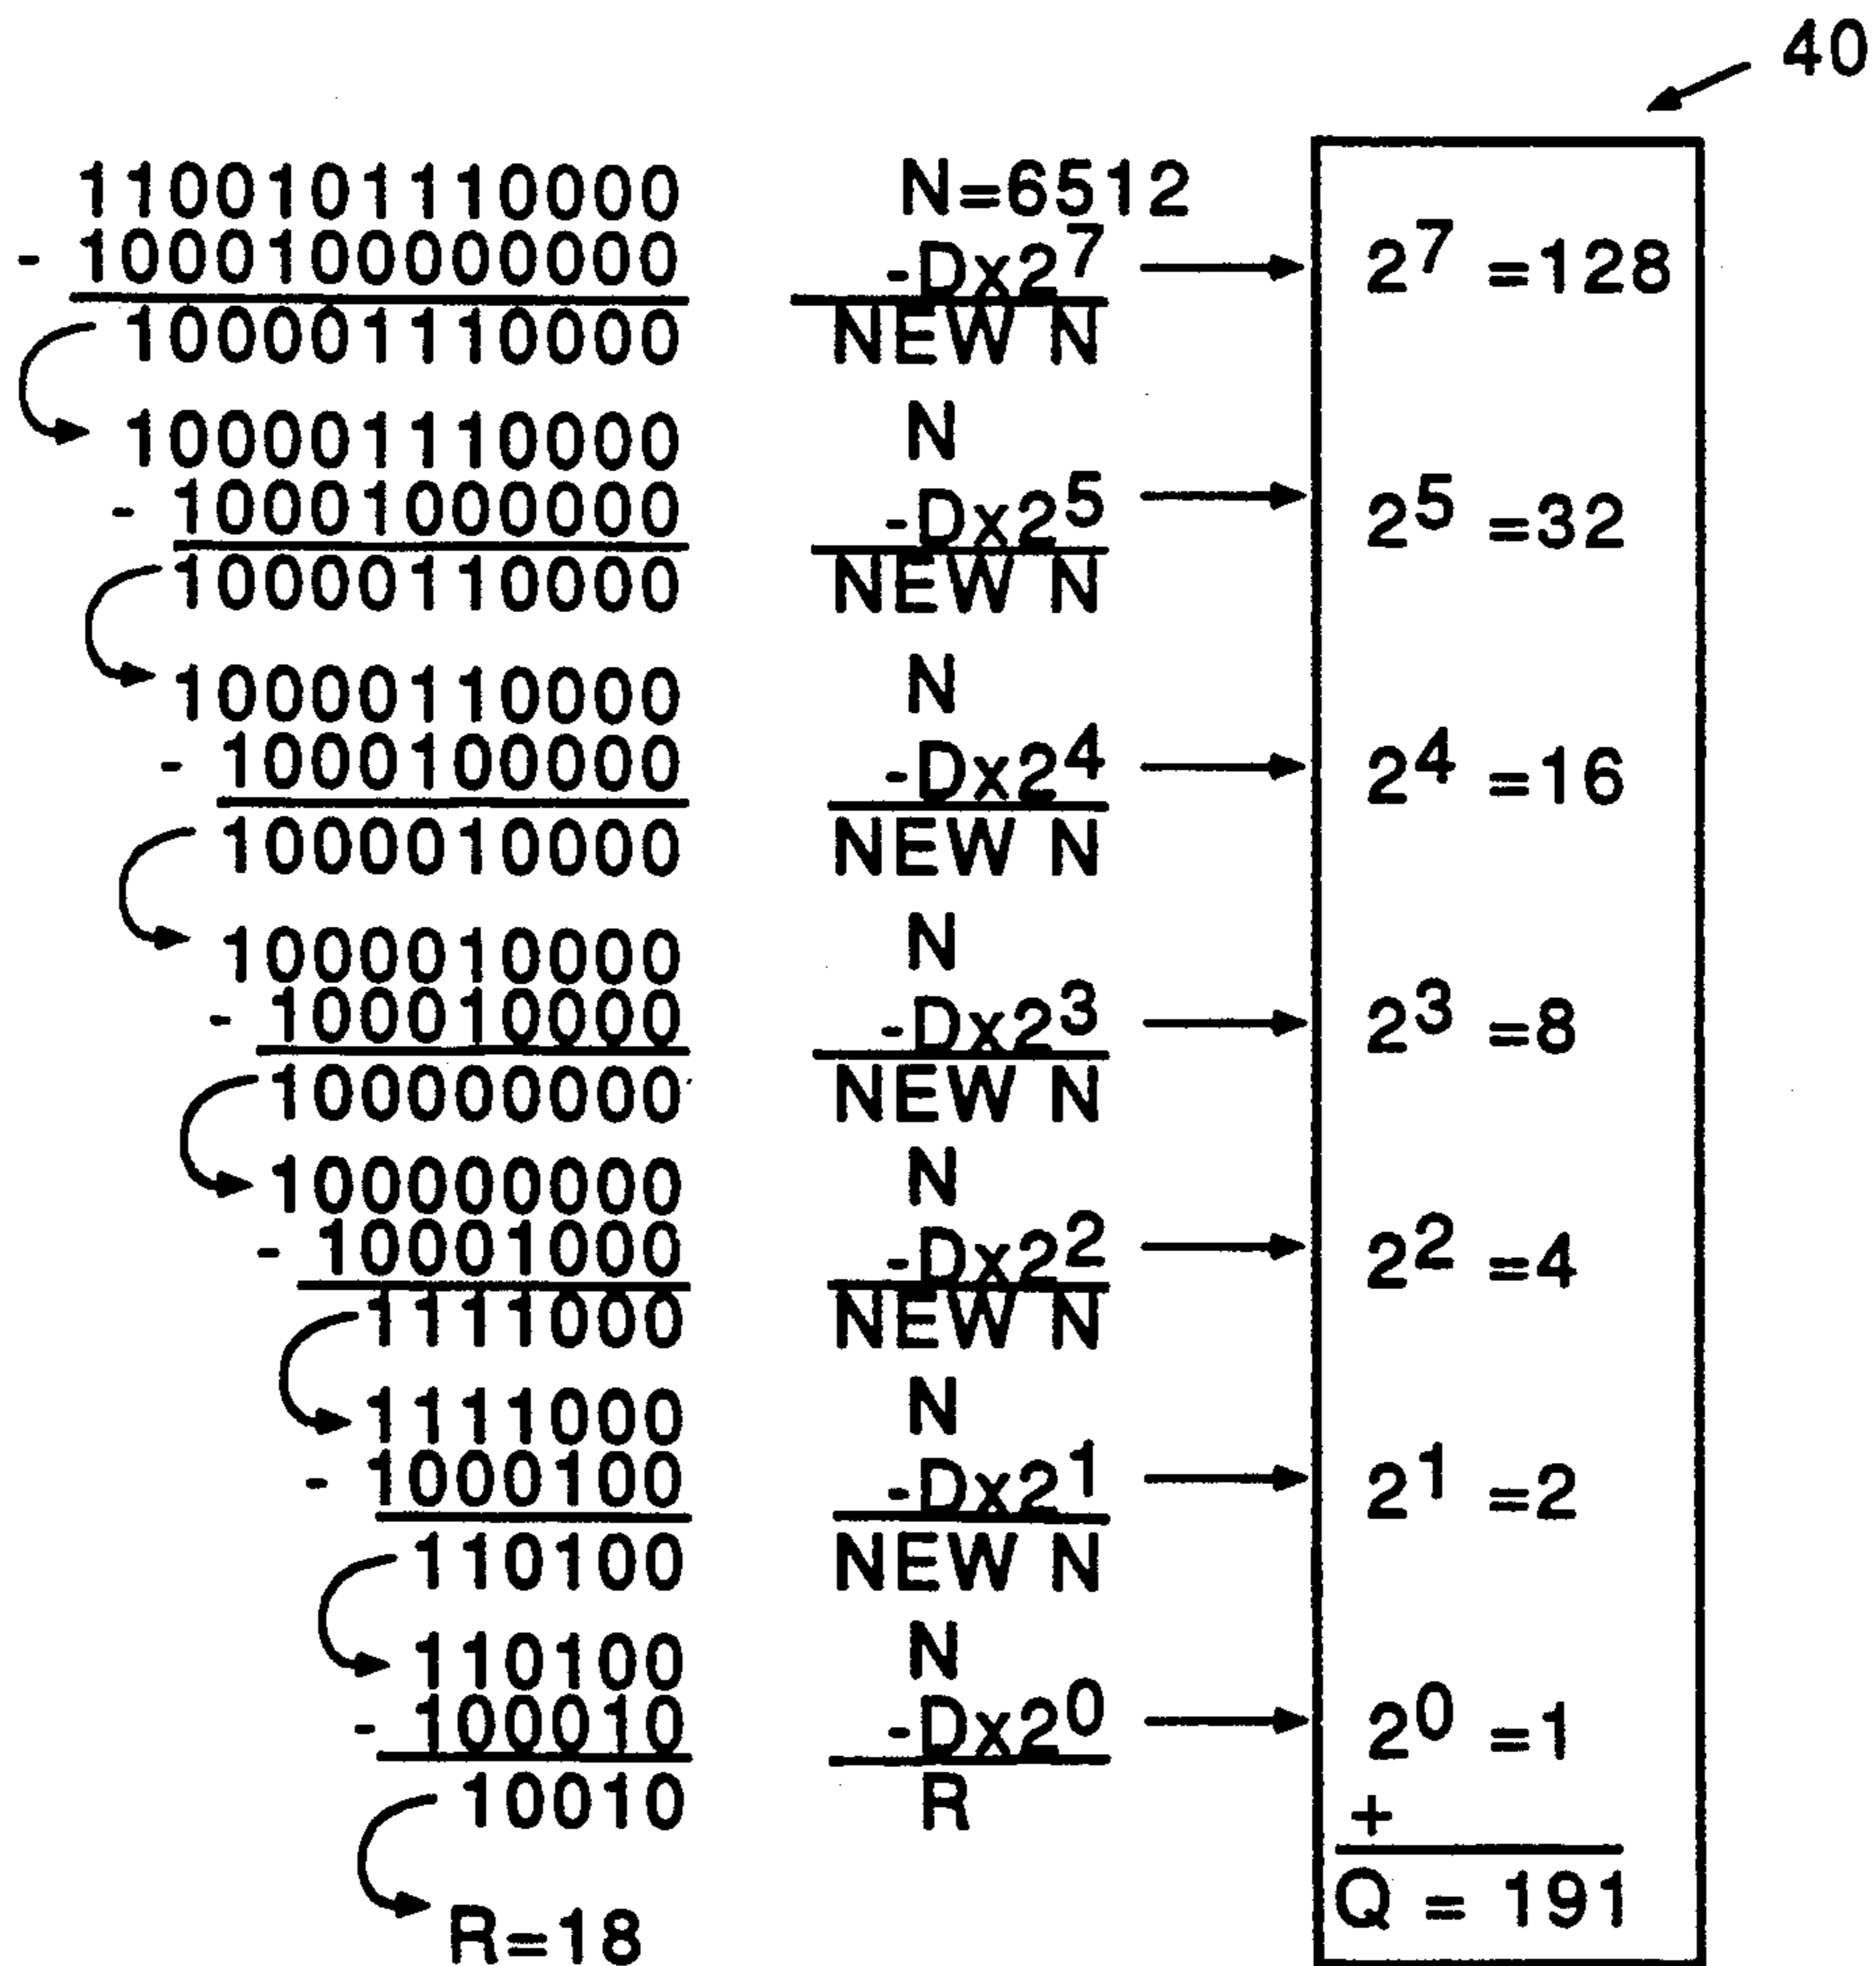 40
1100101110000 N=6512
- 1000100000000 -Dx2^7 2^7 =128
100001110000 NEW N
100001110000 N
- 10001000000 -Dx2^5 2^5 =32
10000110000 NEW N
10000110000 N
- 1000100000 -Dx2^4 2^4 =16
1000010000 NEW N
1000010000 N
- 100010000 -Dx2^3 2^3 =8
100000000 NEW N
100000000 N
- 10001000 -Dx2^2 2^2 =4
1111000 NEW N
1111000 N
- 1000100 -Dx2^1 2^1 =2
110100 NEW N
110100 N
- 100010 -Dx2^0 2^0 =1
10010 R +
R=18 Q = 191